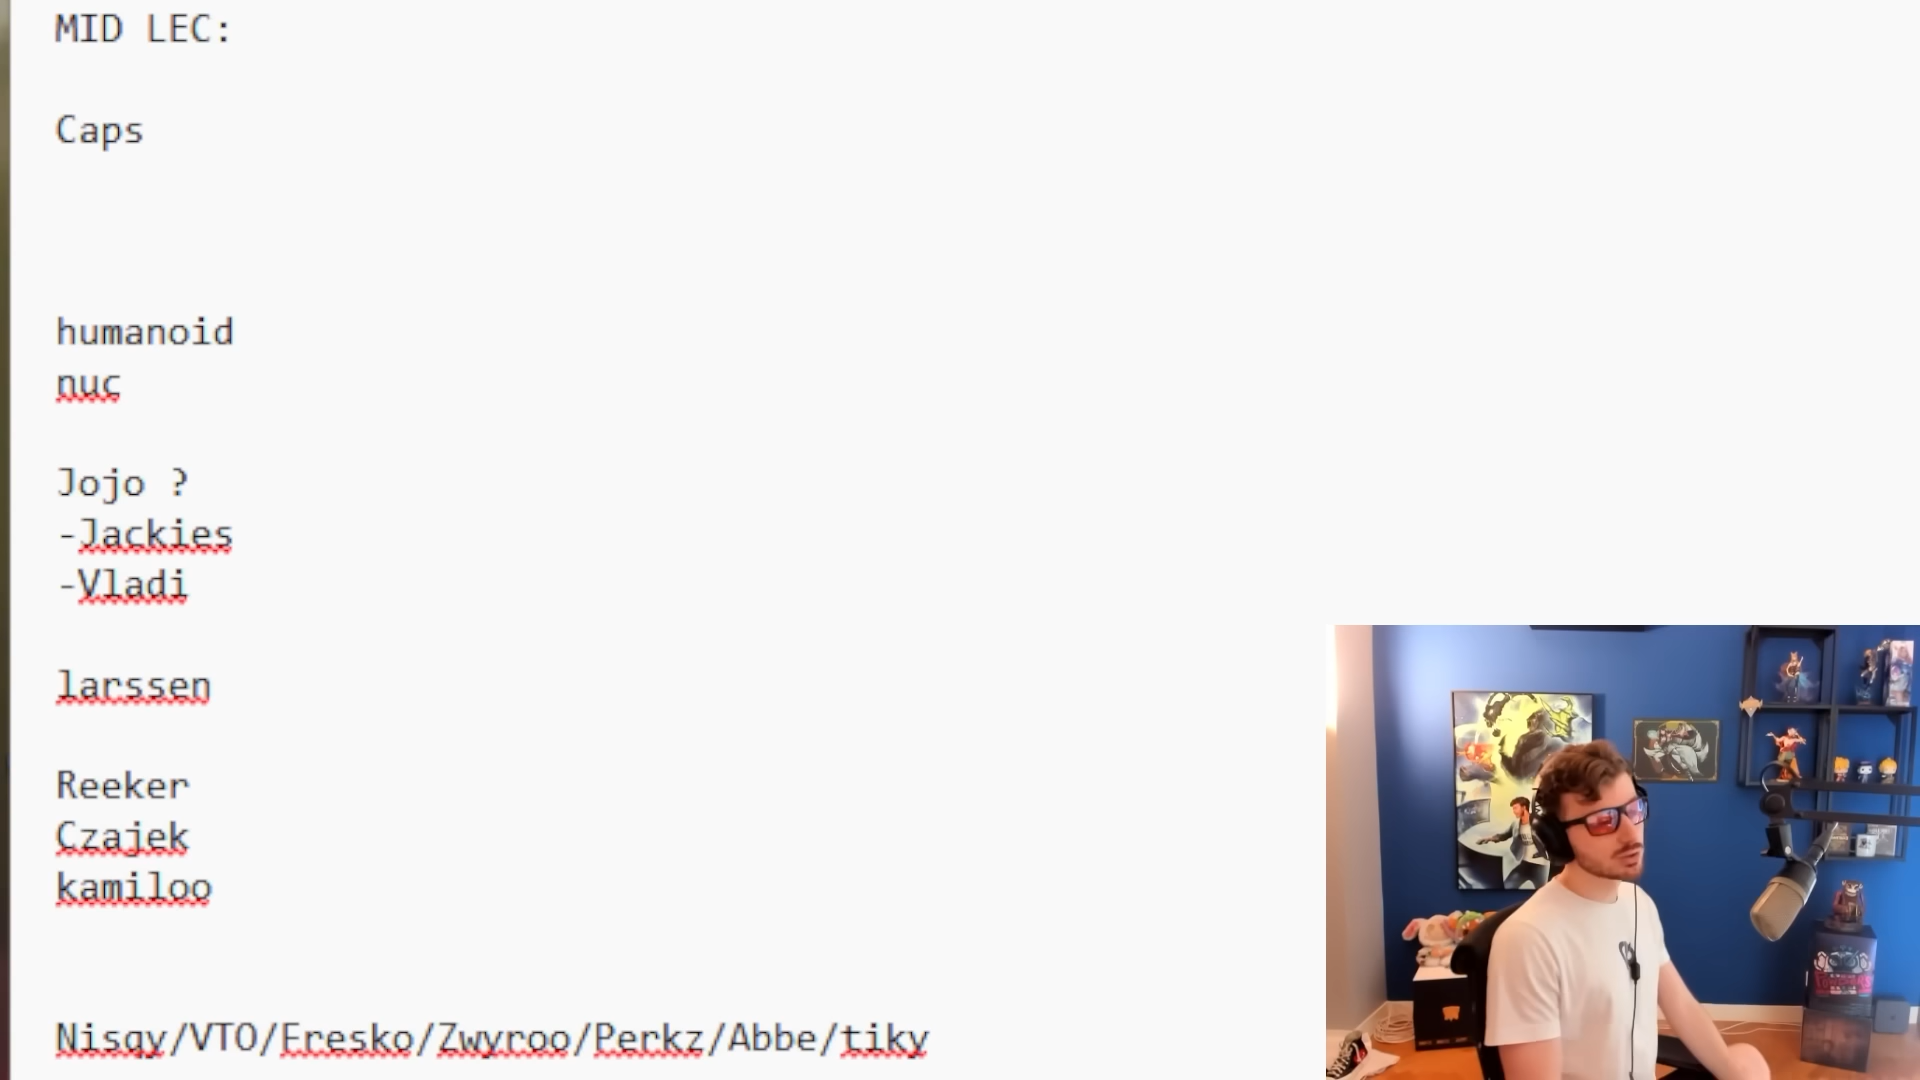 MID LEC:
Caps
humanoid
nuc
Jojo ?
-Jackies
-Vladi
larssen
Reeker
Czajek
kamiloo
Nisqy/VTO/Fresko/Zwyroo/Perkz/Abbe/tiky